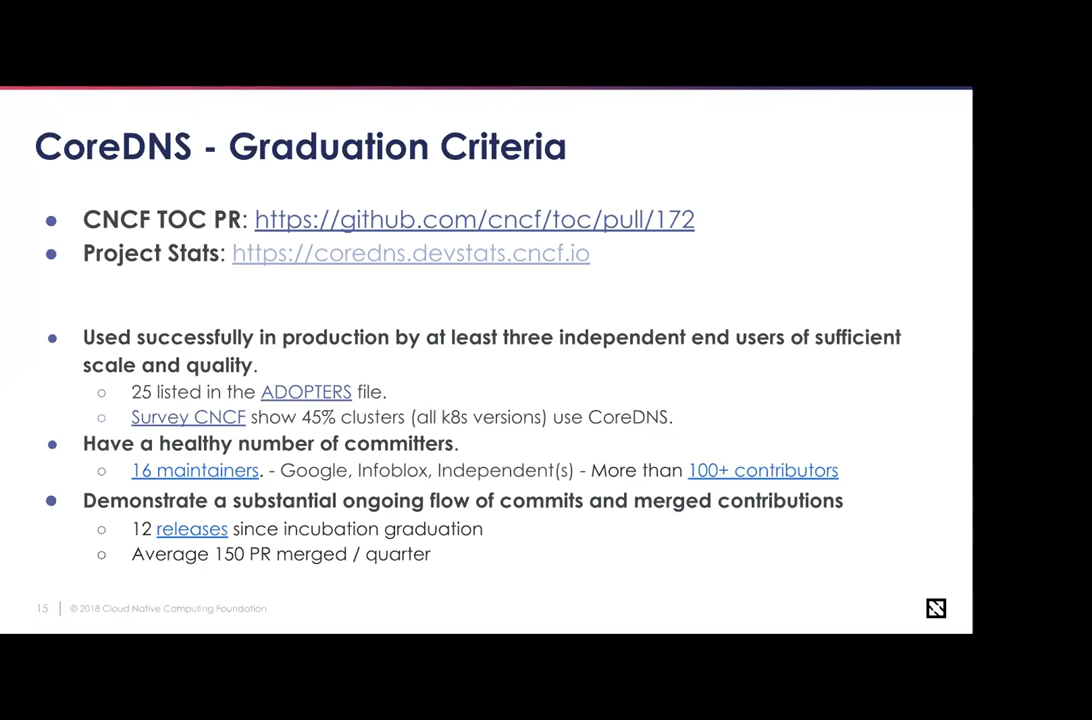 CoreDNS - Graduation Criteria
● CNCF TOC PR: https://github.com/cncf/toc/pull/172
● Project Stats: https://coredns.devstats.cncf.io
● Used successfully in production by at least three independent end users of sufficient
scale and quality.
○ 25 listed in the ADOPTERS file.
○ Survey CNCF show 45% clusters (all k8s versions) use CoreDNS.
● Have a healthy number of committers.
○ 16 maintainers. - Google, Infoblox, Independent(s) - More than 100+ contributors
● Demonstrate a substantial ongoing flow of commits and merged contributions
○ 12 releases since incubation graduation
○ Average 150 PR merged / quarter
15 | © 2018 Cloud Native Computing Foundation